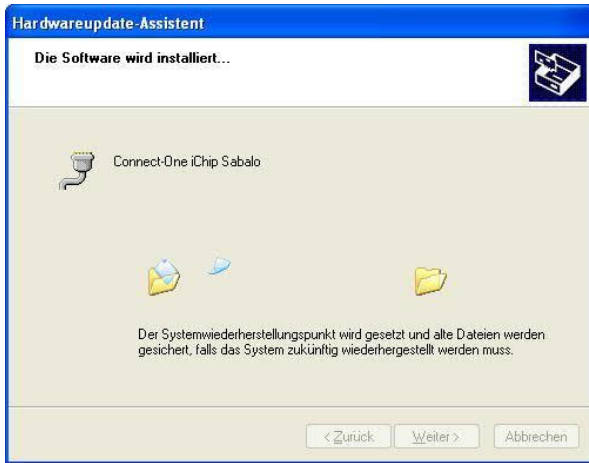 Hardwareupdate-Assistent
Die Software wird installiert...
Connect-One iChip Sabalo
Der Systemwiederherstellungspunkt wird gesetzt und alte Dateien werden
gesichert, falls das System zukünftig wiederhergestellt werden muss.
< Zurück   Weiter >   Abbrechen